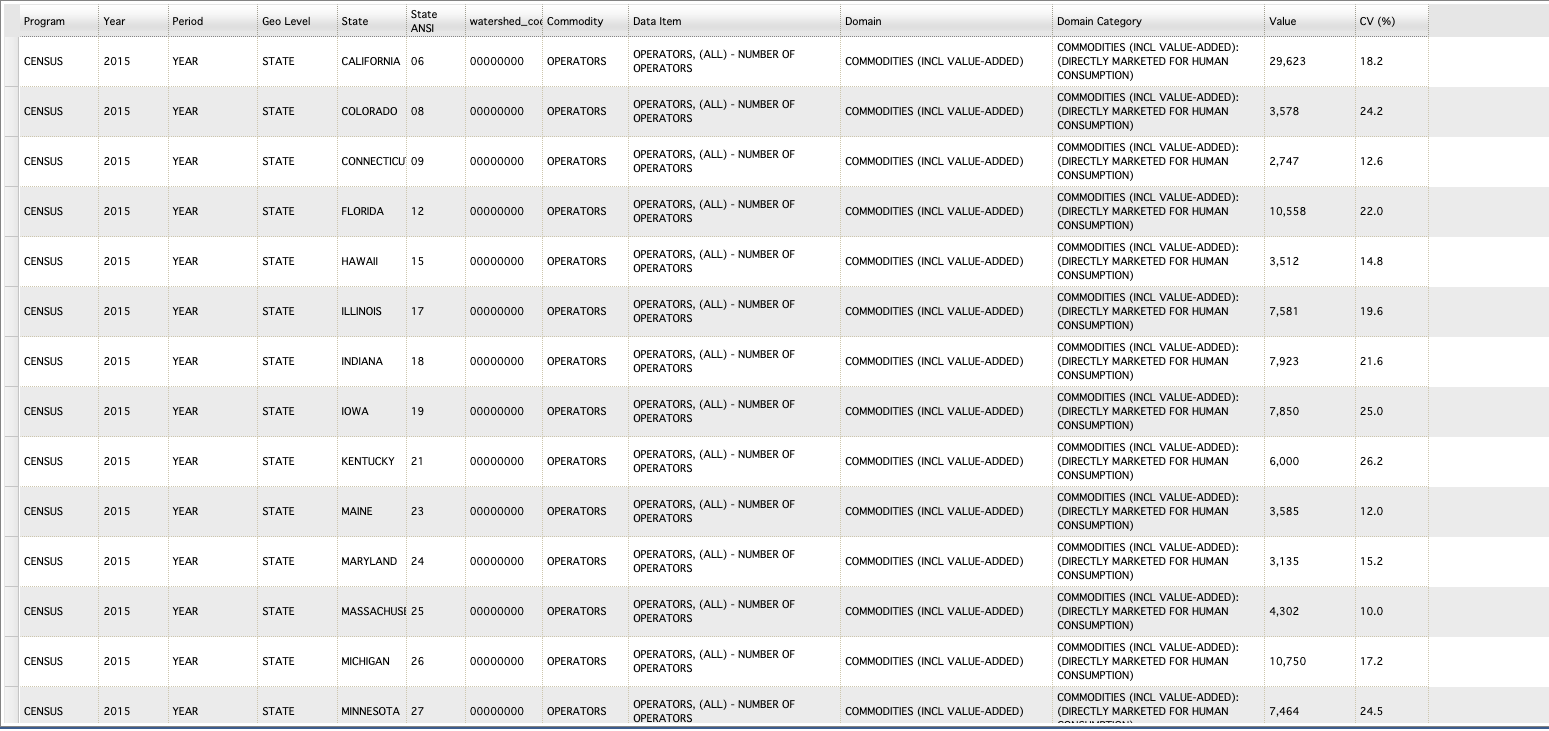 Program Year Period Geo Level State State ANSI watershed_coc Commodity Data Item Domain Domain Category Value CV (%)
CENSUS 2015 YEAR STATE CALIFORNIA 06 00000000 OPERATORS OPERATORS, (ALL) - NUMBER OF OPERATORS COMMODITIES (INCL VALUE-ADDED) COMMODITIES (INCL VALUE-ADDED): (DIRECTLY MARKETED FOR HUMAN CONSUMPTION) 29,623 18.2
CENSUS 2015 YEAR STATE COLORADO 08 00000000 OPERATORS OPERATORS, (ALL) - NUMBER OF OPERATORS COMMODITIES (INCL VALUE-ADDED) COMMODITIES (INCL VALUE-ADDED): (DIRECTLY MARKETED FOR HUMAN CONSUMPTION) 3,578 24.2
CENSUS 2015 YEAR STATE CONNECTICU 09 00000000 OPERATORS OPERATORS, (ALL) - NUMBER OF OPERATORS COMMODITIES (INCL VALUE-ADDED) COMMODITIES (INCL VALUE-ADDED): (DIRECTLY MARKETED FOR HUMAN CONSUMPTION) 2,747 12.6
CENSUS 2015 YEAR STATE FLORIDA 12 00000000 OPERATORS OPERATORS, (ALL) - NUMBER OF OPERATORS COMMODITIES (INCL VALUE-ADDED) COMMODITIES (INCL VALUE-ADDED): (DIRECTLY MARKETED FOR HUMAN CONSUMPTION) 10,558 22.0
CENSUS 2015 YEAR STATE HAWAII 15 00000000 OPERATORS OPERATORS, (ALL) - NUMBER OF OPERATORS COMMODITIES (INCL VALUE-ADDED) COMMODITIES (INCL VALUE-ADDED): (DIRECTLY MARKETED FOR HUMAN CONSUMPTION) 3,512 14.8
CENSUS 2015 YEAR STATE ILLINOIS 17 00000000 OPERATORS OPERATORS, (ALL) - NUMBER OF OPERATORS COMMODITIES (INCL VALUE-ADDED) COMMODITIES (INCL VALUE-ADDED): (DIRECTLY MARKETED FOR HUMAN CONSUMPTION) 7,581 19.6
CENSUS 2015 YEAR STATE INDIANA 18 00000000 OPERATORS OPERATORS, (ALL) - NUMBER OF OPERATORS COMMODITIES (INCL VALUE-ADDED) COMMODITIES (INCL VALUE-ADDED): (DIRECTLY MARKETED FOR HUMAN CONSUMPTION) 7,923 21.6
CENSUS 2015 YEAR STATE IOWA 19 00000000 OPERATORS OPERATORS, (ALL) - NUMBER OF OPERATORS COMMODITIES (INCL VALUE-ADDED) COMMODITIES (INCL VALUE-ADDED): (DIRECTLY MARKETED FOR HUMAN CONSUMPTION) 7,850 25.0
CENSUS 2015 YEAR STATE KENTUCKY 21 00000000 OPERATORS OPERATORS, (ALL) - NUMBER OF OPERATORS COMMODITIES (INCL VALUE-ADDED) COMMODITIES (INCL VALUE-ADDED): (DIRECTLY MARKETED FOR HUMAN CONSUMPTION) 6,000 26.2
CENSUS 2015 YEAR STATE MAINE 23 00000000 OPERATORS OPERATORS, (ALL) - NUMBER OF OPERATORS COMMODITIES (INCL VALUE-ADDED) COMMODITIES (INCL VALUE-ADDED): (DIRECTLY MARKETED FOR HUMAN CONSUMPTION) 3,585 12.0
CENSUS 2015 YEAR STATE MARYLAND 24 00000000 OPERATORS OPERATORS, (ALL) - NUMBER OF OPERATORS COMMODITIES (INCL VALUE-ADDED) COMMODITIES (INCL VALUE-ADDED): (DIRECTLY MARKETED FOR HUMAN CONSUMPTION) 3,135 15.2
CENSUS 2015 YEAR STATE MASSACHUSE 25 00000000 OPERATORS OPERATORS, (ALL) - NUMBER OF OPERATORS COMMODITIES (INCL VALUE-ADDED) COMMODITIES (INCL VALUE-ADDED): (DIRECTLY MARKETED FOR HUMAN CONSUMPTION) 4,302 10.0
CENSUS 2015 YEAR STATE MICHIGAN 26 00000000 OPERATORS OPERATORS, (ALL) - NUMBER OF OPERATORS COMMODITIES (INCL VALUE-ADDED) COMMODITIES (INCL VALUE-ADDED): (DIRECTLY MARKETED FOR HUMAN CONSUMPTION) 10,750 17.2
CENSUS 2015 YEAR STATE MINNESOTA 27 00000000 OPERATORS OPERATORS, (ALL) - NUMBER OF OPERATORS COMMODITIES (INCL VALUE-ADDED) COMMODITIES (INCL VALUE-ADDED): (DIRECTLY MARKETED FOR HUMAN 7,464 24.5